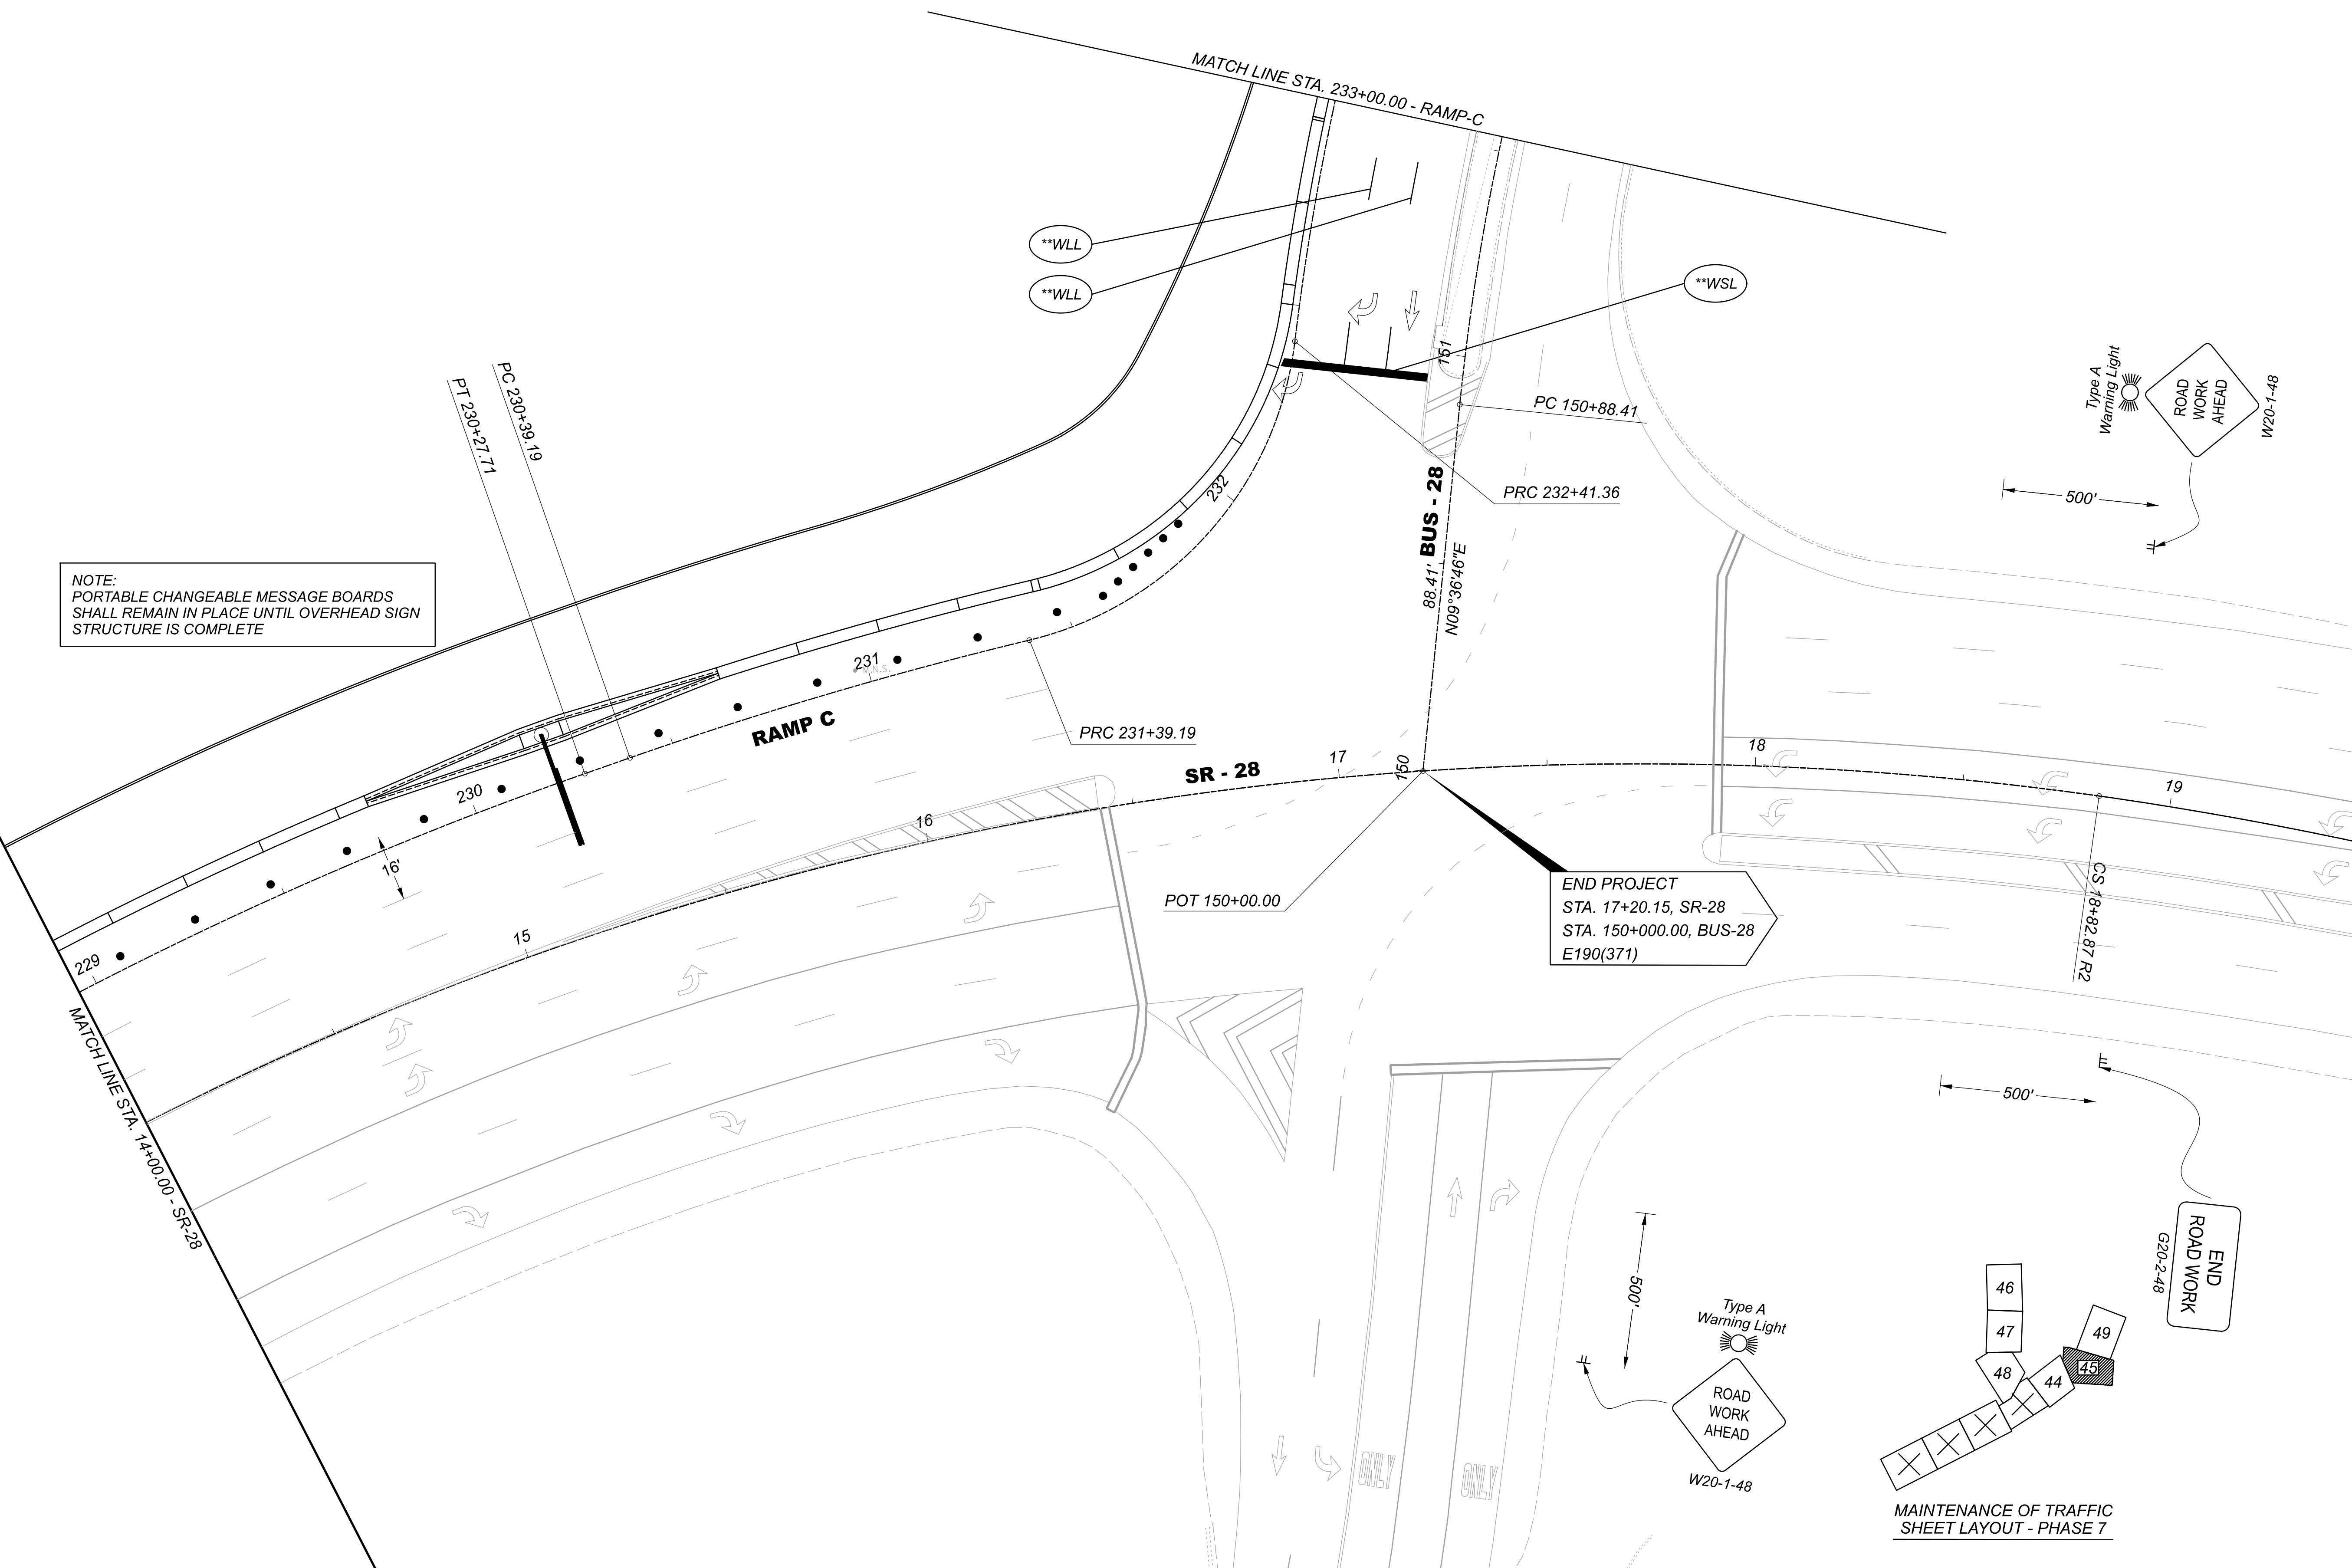 MATCH LINE STA. 233+00.00 - RAMP-C
**WLL
**WLL
**WSL
151
PC 150+88.41
PRC 232+41.36
BUS - 28
88.41'
N09°36'46"E
Type A
Warning Light
ROAD
WORK
AHEAD
W20-1-48
500'
PT 230+27.71
PC 230+39.19
232
NOTE:
PORTABLE CHANGEABLE MESSAGE BOARDS
SHALL REMAIN IN PLACE UNTIL OVERHEAD SIGN
STRUCTURE IS COMPLETE
231
M.N.S.
RAMP C
PRC 231+39.19
230
16'
229
SR - 28
17
150
18
19
16
15
POT 150+00.00
END PROJECT
STA. 17+20.15, SR-28
STA. 150+000.00, BUS-28
E190(371)
CS 18+82.87 R2
MATCH LINE STA. 14+00.00 - SR-28
500'
END
ROAD WORK
G20-2-48
500'
Type A
Warning Light
ROAD
WORK
AHEAD
W20-1-48
ONLY
ONLY
46
47
48
49
45
44
MAINTENANCE OF TRAFFIC
SHEET LAYOUT - PHASE 7